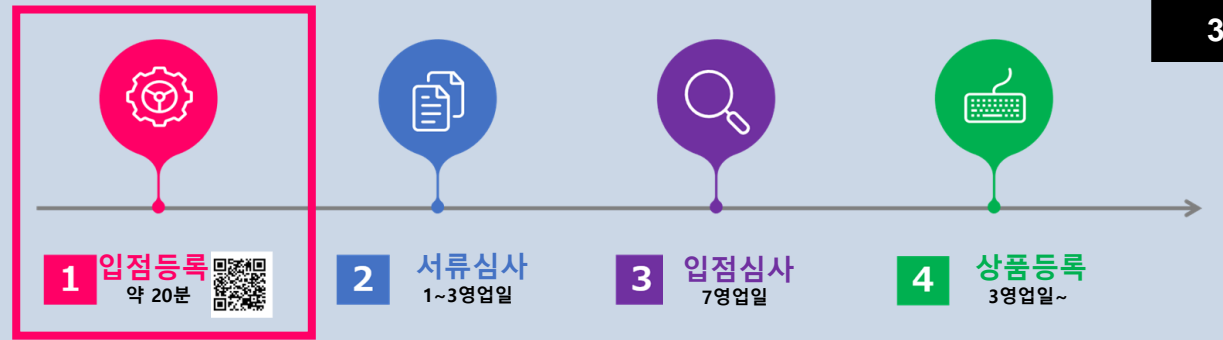 3
1 입점등록
약 20분
2 서류심사
1~3영업일
3 입점심사
7영업일
4 상품등록
3영업일~